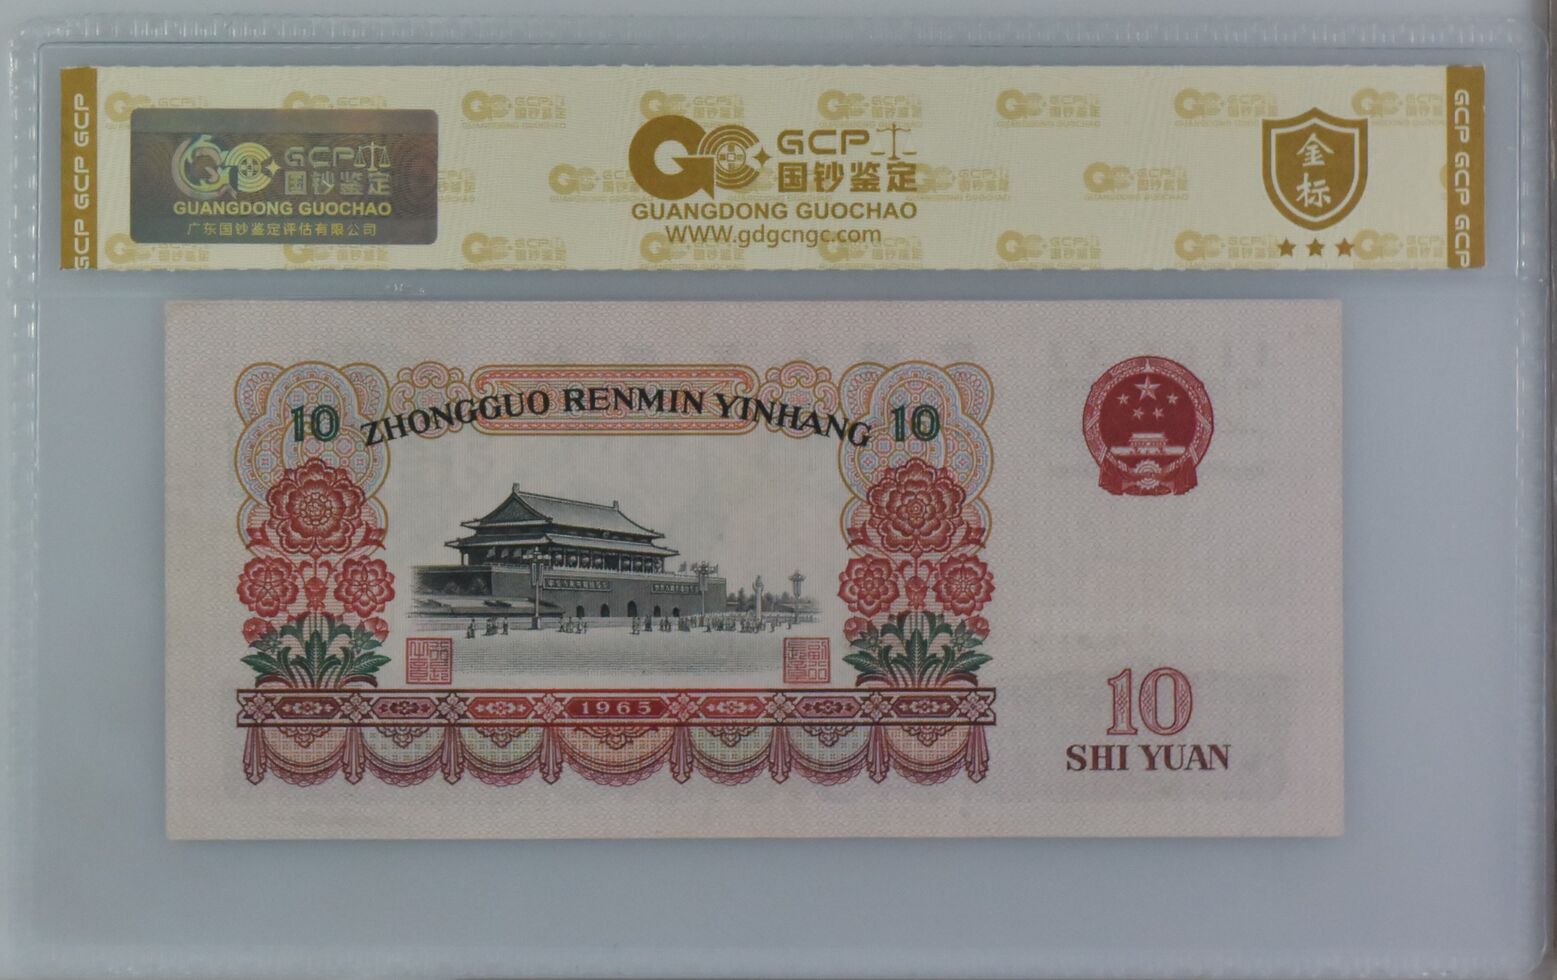 GCP GCP GCP
GCP
国钞鉴定
GUANGDONG GUOCHAO
广东国钞鉴定评估有限公司
GCP
国钞鉴定
GUANGDONG GUOCHAO
www.gdgcngc.com
金
标
GCP GCP GCP
10 ZHONGGUO RENMIN YINHANG 10
1965
10
SHI YUAN